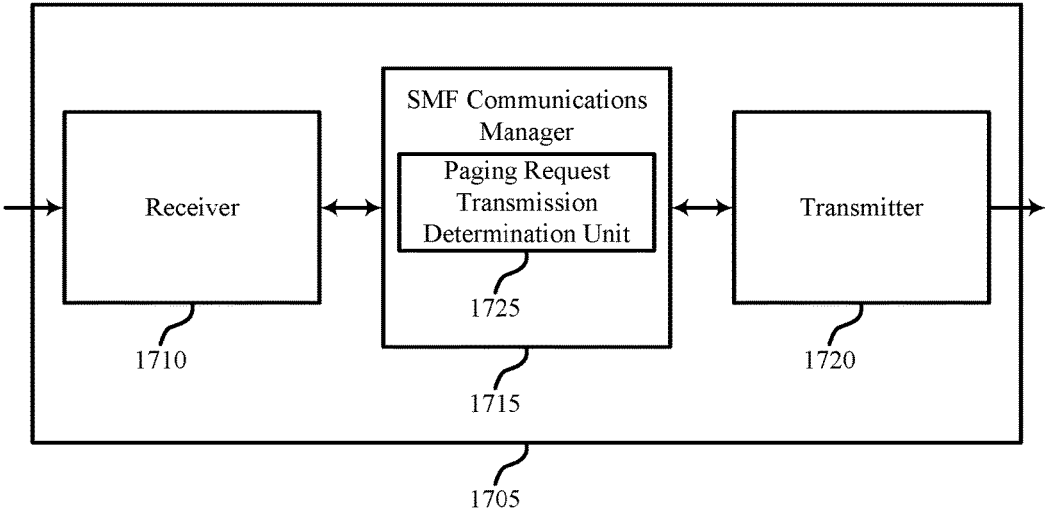 SMF Communications
Manager
Paging Request
Transmission
Determination Unit
Receiver
Transmitter
1725
1710
1720
1715
1705